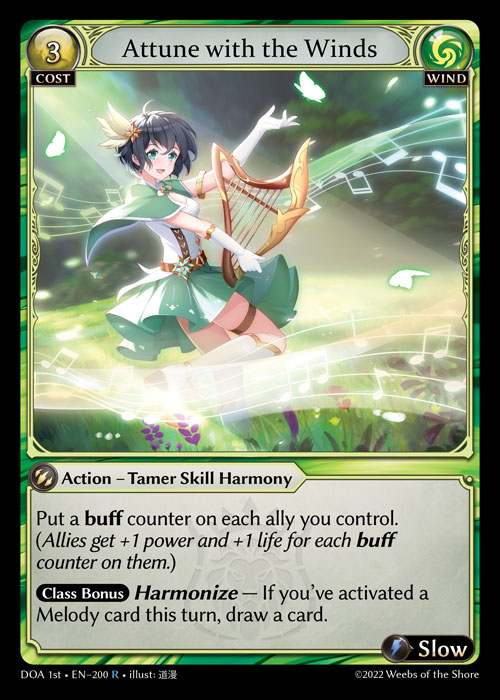 3
Attune with the Winds
COST
WIND
Action – Tamer Skill Harmony
Put a buff counter on each ally you control.
(Allies get +1 power and +1 life for each buff
counter on them.)
Class Bonus Harmonize — If you've activated a
Melody card this turn, draw a card.
Slow
DOA 1st • EN–200 R • illust: 道漫
©2022 Weebs of the Shore